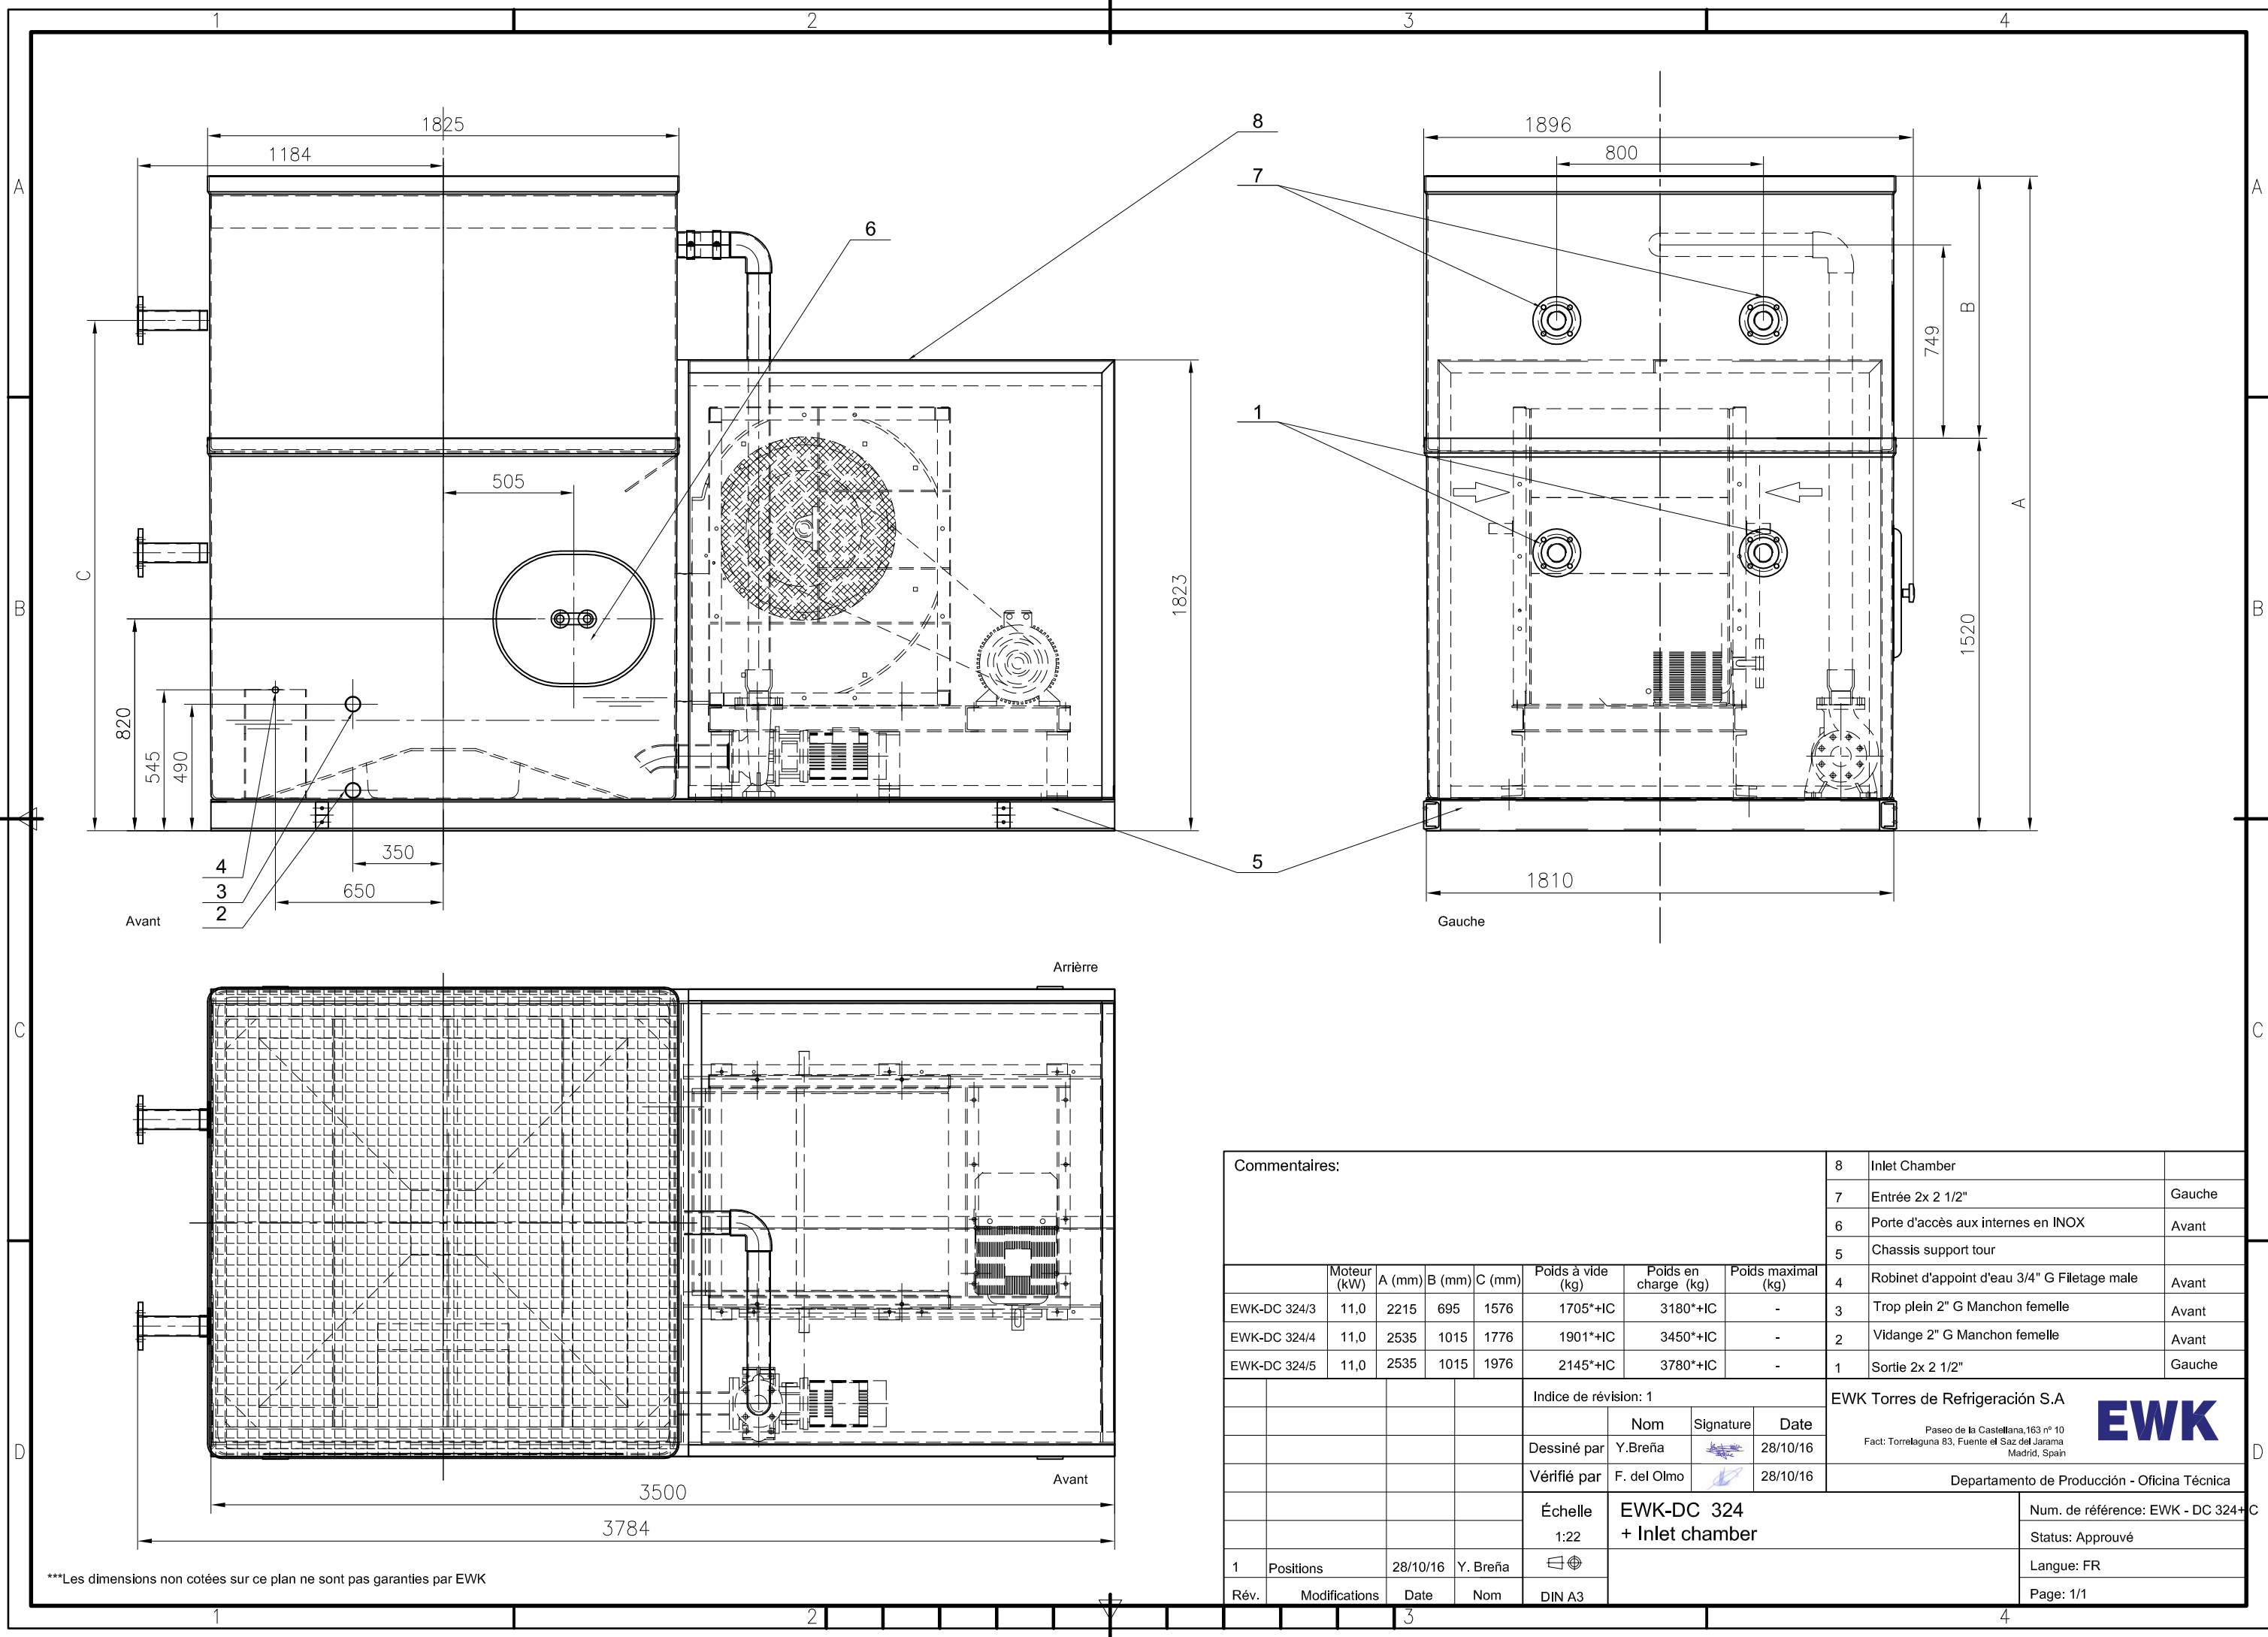 1 2 3 4
A A
B B
C C
D D
1825
1184
8
7
6
1896
800
749
B
A
1
505
C
1823
1520
820
545
490
350
650
4
3
2
5
1810
Avant
Gauche
Arrièrre
Avant
3500
3784
***Les dimensions non cotées sur ce plan ne sont pas garanties par EWK
Commentaires:
8 Inlet Chamber
7 Entrée 2x 2 1/2" Gauche
6 Porte d'accès aux internes en INOX Avant
5 Chassis support tour
4 Robinet d'appoint d'eau 3/4" G Filetage male Avant
3 Trop plein 2" G Manchon femelle Avant
2 Vidange 2" G Manchon femelle Avant
1 Sortie 2x 2 1/2" Gauche
Moteur (kW) A (mm) B (mm) C (mm) Poids à vide (kg) Poids en charge (kg) Poids maximal (kg)
EWK-DC 324/3 11,0 2215 695 1576 1705*+IC 3180*+IC -
EWK-DC 324/4 11,0 2535 1015 1776 1901*+IC 3450*+IC -
EWK-DC 324/5 11,0 2535 1015 1976 2145*+IC 3780*+IC -
Indice de révision: 1
Nom Signature Date
Dessiné par Y.Breña 28/10/16
Vérifié par F. del Olmo 28/10/16
EWK Torres de Refrigeración S.A
EWK
Paseo de la Castellana,163 nº 10
Fact: Torrelaguna 83, Fuente el Saz del Jarama
Madrid, Spain
Departamento de Producción - Oficina Técnica
Échelle
1:22
EWK-DC 324
+ Inlet chamber
Num. de référence: EWK - DC 324+ C
Status: Approuvé
Langue: FR
Page: 1/1
1 Positions 28/10/16 Y. Breña
Rév. Modifications Date Nom
DIN A3
1 2 3 4